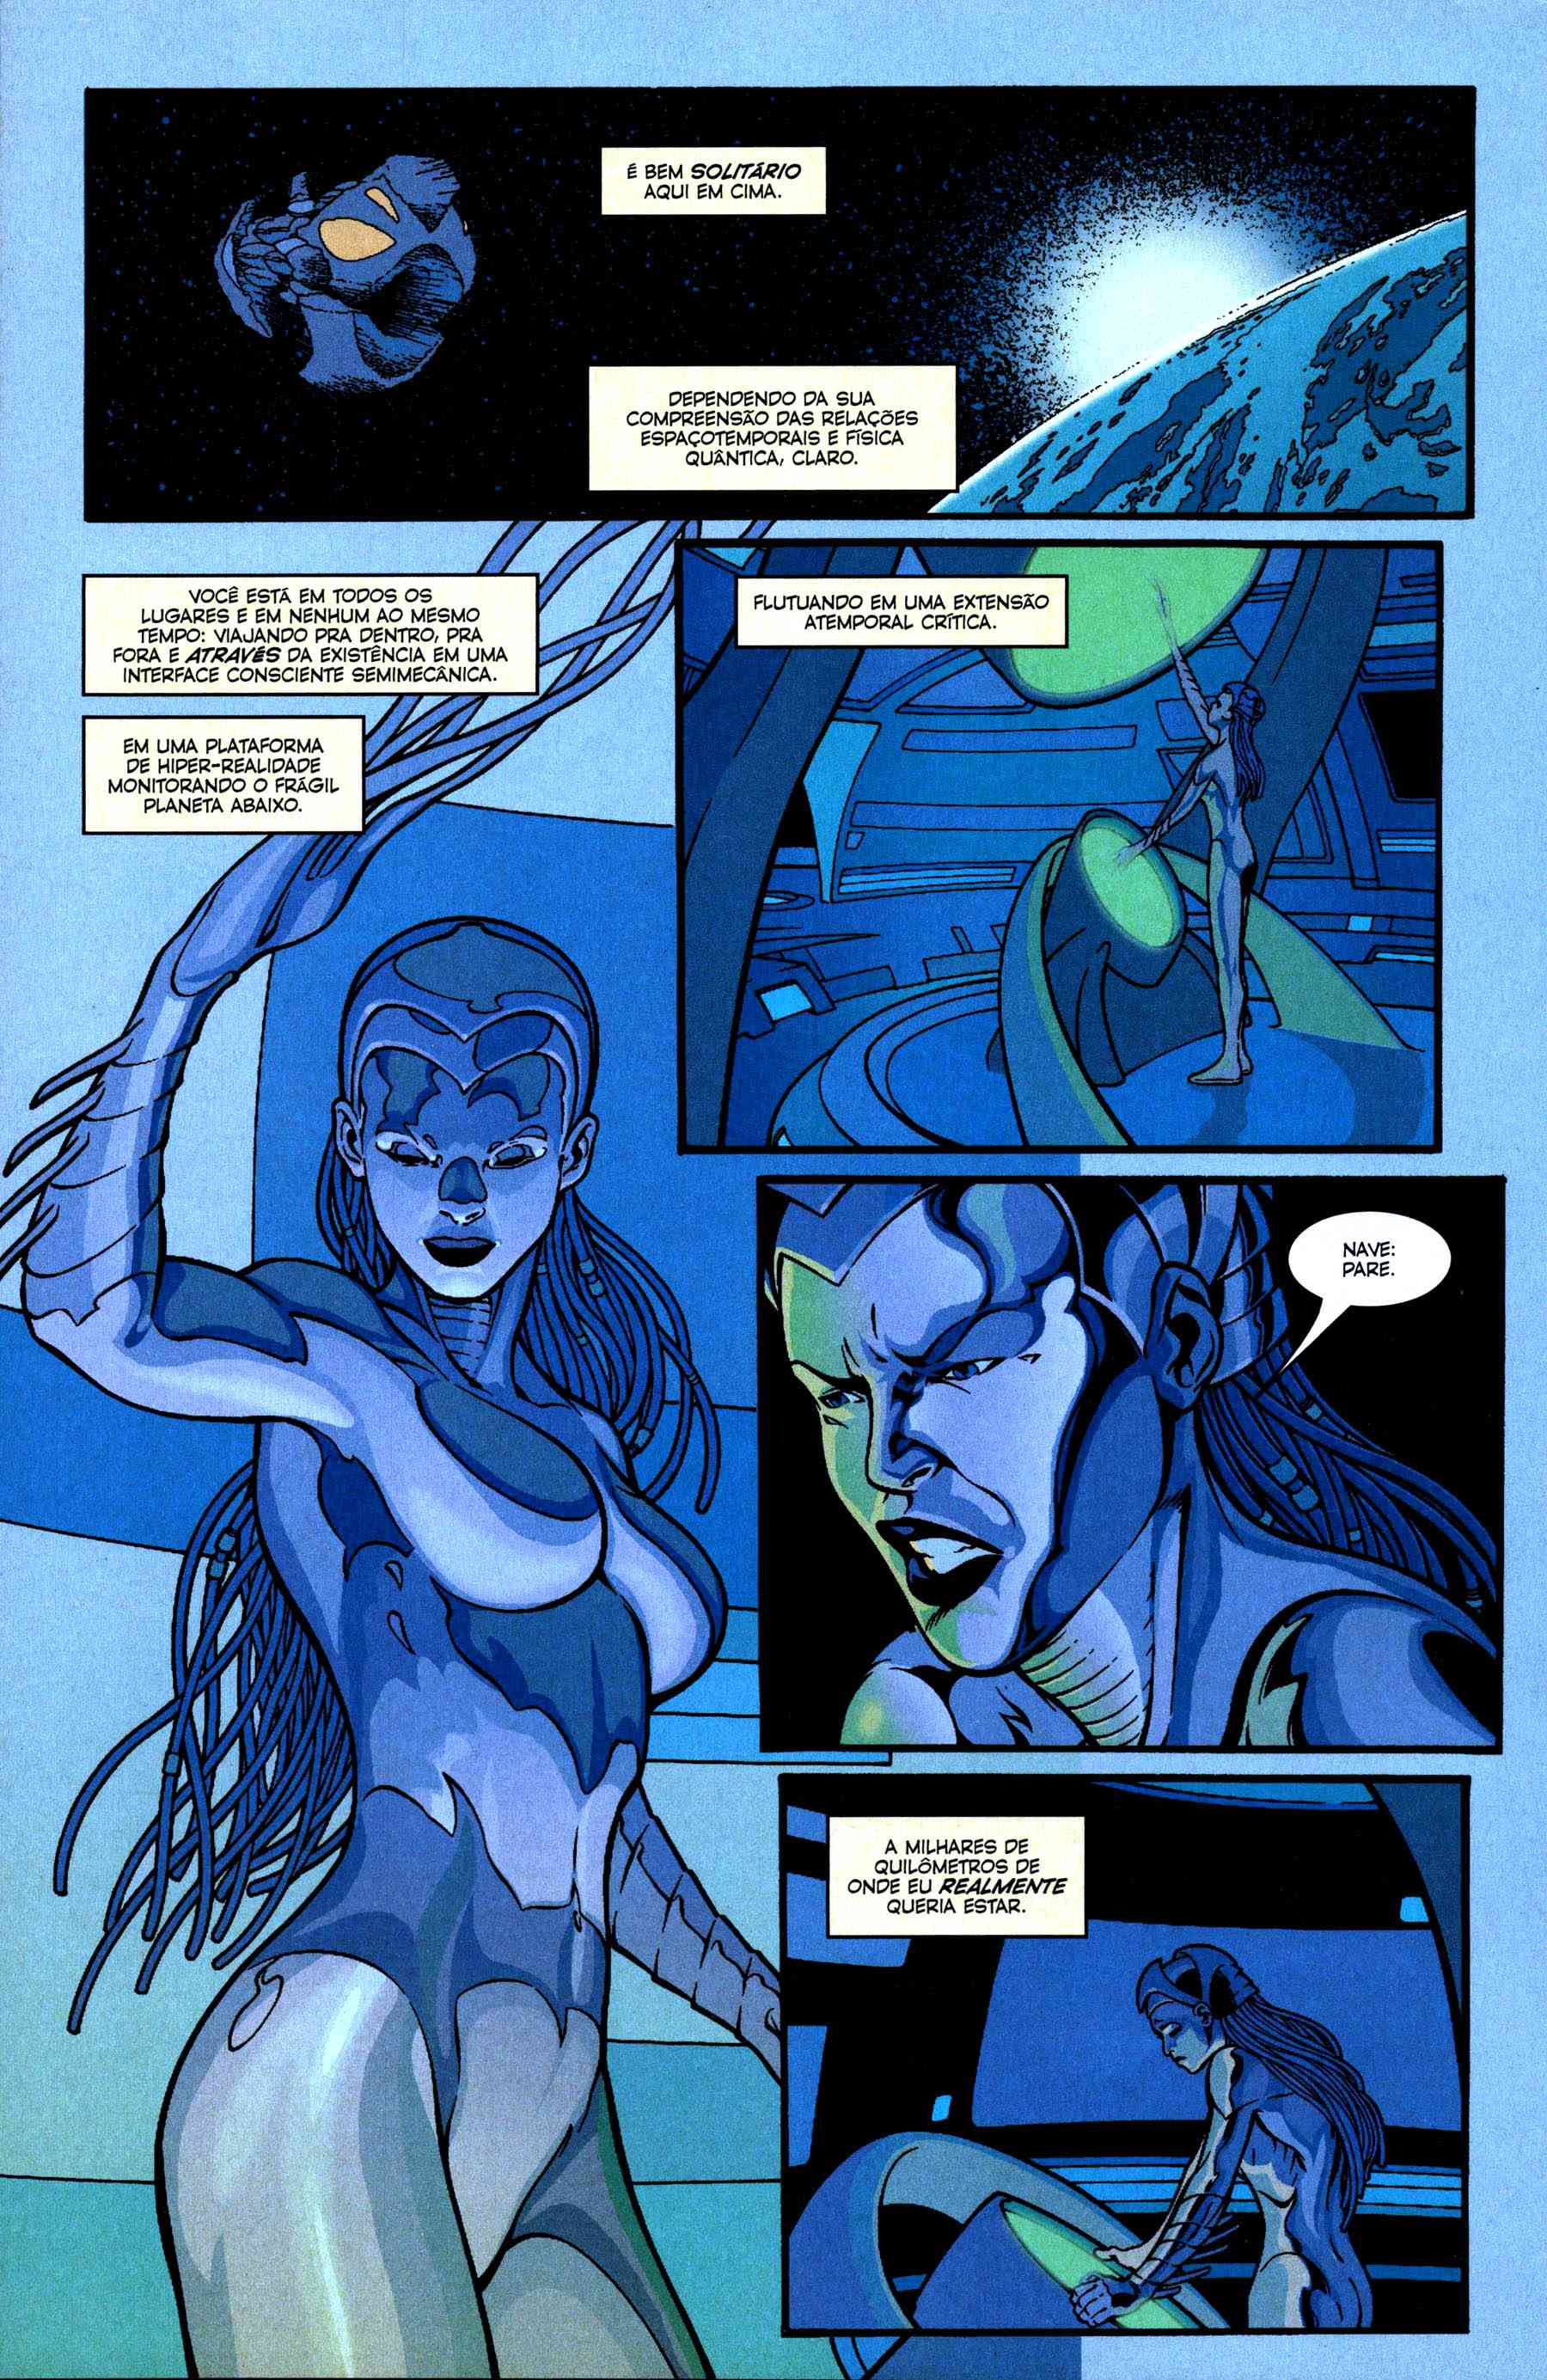 É BEM SOLITÁRIO
AQUI EM CIMA.
DEPENDENDO DA SUA
COMPREENSÃO DAS RELAÇÕES
ESPAÇOTEMPORAIS E FÍSICA
QUÂNTICA, CLARO.
VOCÊ ESTÁ EM TODOS OS
LUGARES E EM NENHUM AO MESMO
TEMPO: VIAJANDO PRA DENTRO, PRA
FORA E ATRAVÉS DA EXISTÊNCIA EM UMA
INTERFACE CONSCIENTE SEMIMECÂNICA.
EM UMA PLATAFORMA
DE HIPER-REALIDADE
MONITORANDO O FRÁGIL
PLANETA ABAIXO.
FLUTUANDO EM UMA EXTENSÃO
ATEMPORAL CRÍTICA.
NAVE:
PARE.
A MILHARES DE
QUILÔMETROS DE
ONDE EU REALMENTE
QUERIA ESTAR.